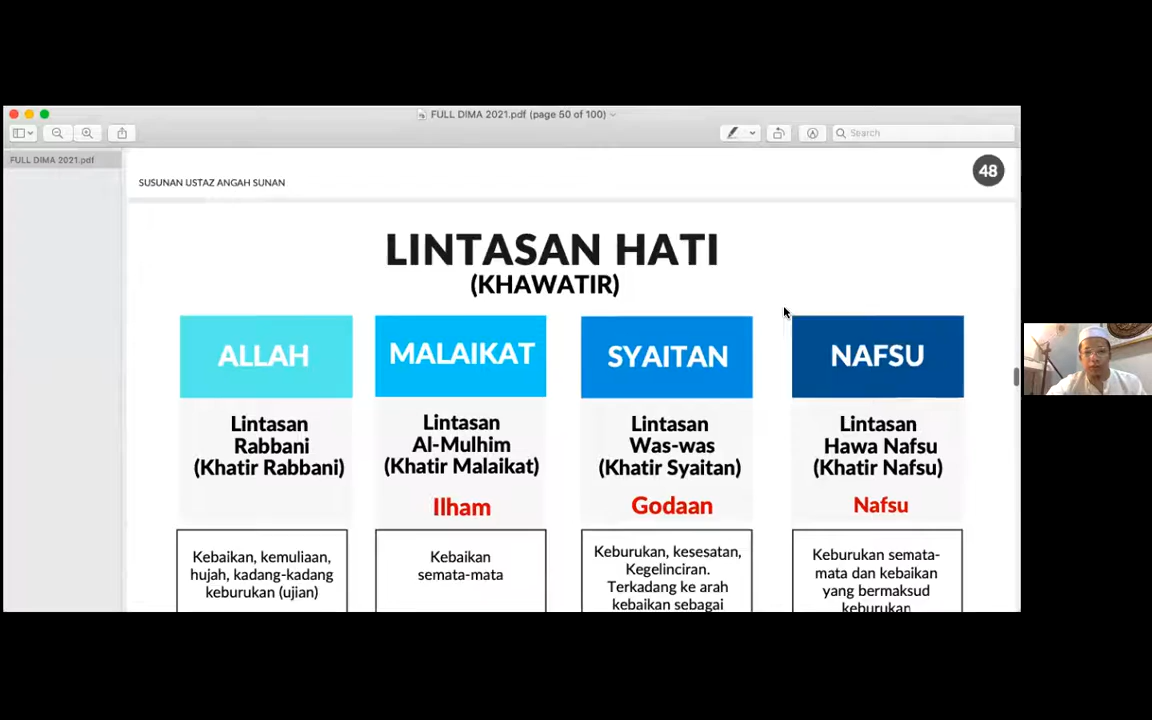 FULL DIMA 2021.pdf (page 50 of 100)
Search
FULL DIMA 2021.pdf
SUSUNAN USTAZ ANGAH SUNAN
48
LINTASAN HATI
(KHAWATIR)
ALLAH
Lintasan
Rabbani
(Khatir Rabbani)
Kebaikan, kemuliaan,
hujah, kadang-kadang
keburukan (ujian)
MALAIKAT
Lintasan
Al-Mulhim
(Khatir Malaikat)
Ilham
Kebaikan
semata-mata
SYAITAN
Lintasan
Was-was
(Khatir Syaitan)
Godaan
Keburukan, kesesatan,
Kegelinciran.
Terkadang ke arah
kebaikan sebagai
NAFSU
Lintasan
Hawa Nafsu
(Khatir Nafsu)
Nafsu
Keburukan semata-
mata dan kebaikan
yang bermaksud
keburukan